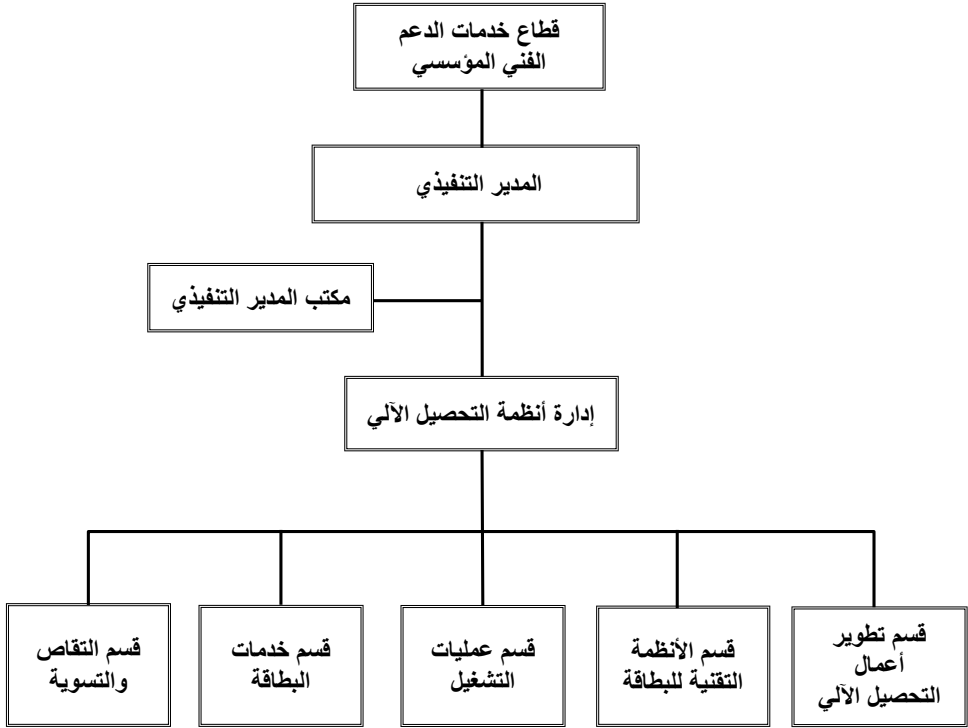 قطاع خدمات الدعم
الفني المؤسسي
المدير التنفيذي
مكتب المدير التنفيذي
إدارة أنظمة التحصيل الآلي
قسم تطوير
أعمال
التحصيل الآلي
قسم الأنظمة
التقنية للبطاقة
قسم عمليات
التشغيل
قسم خدمات
البطاقة
قسم التقاص
والتسوية